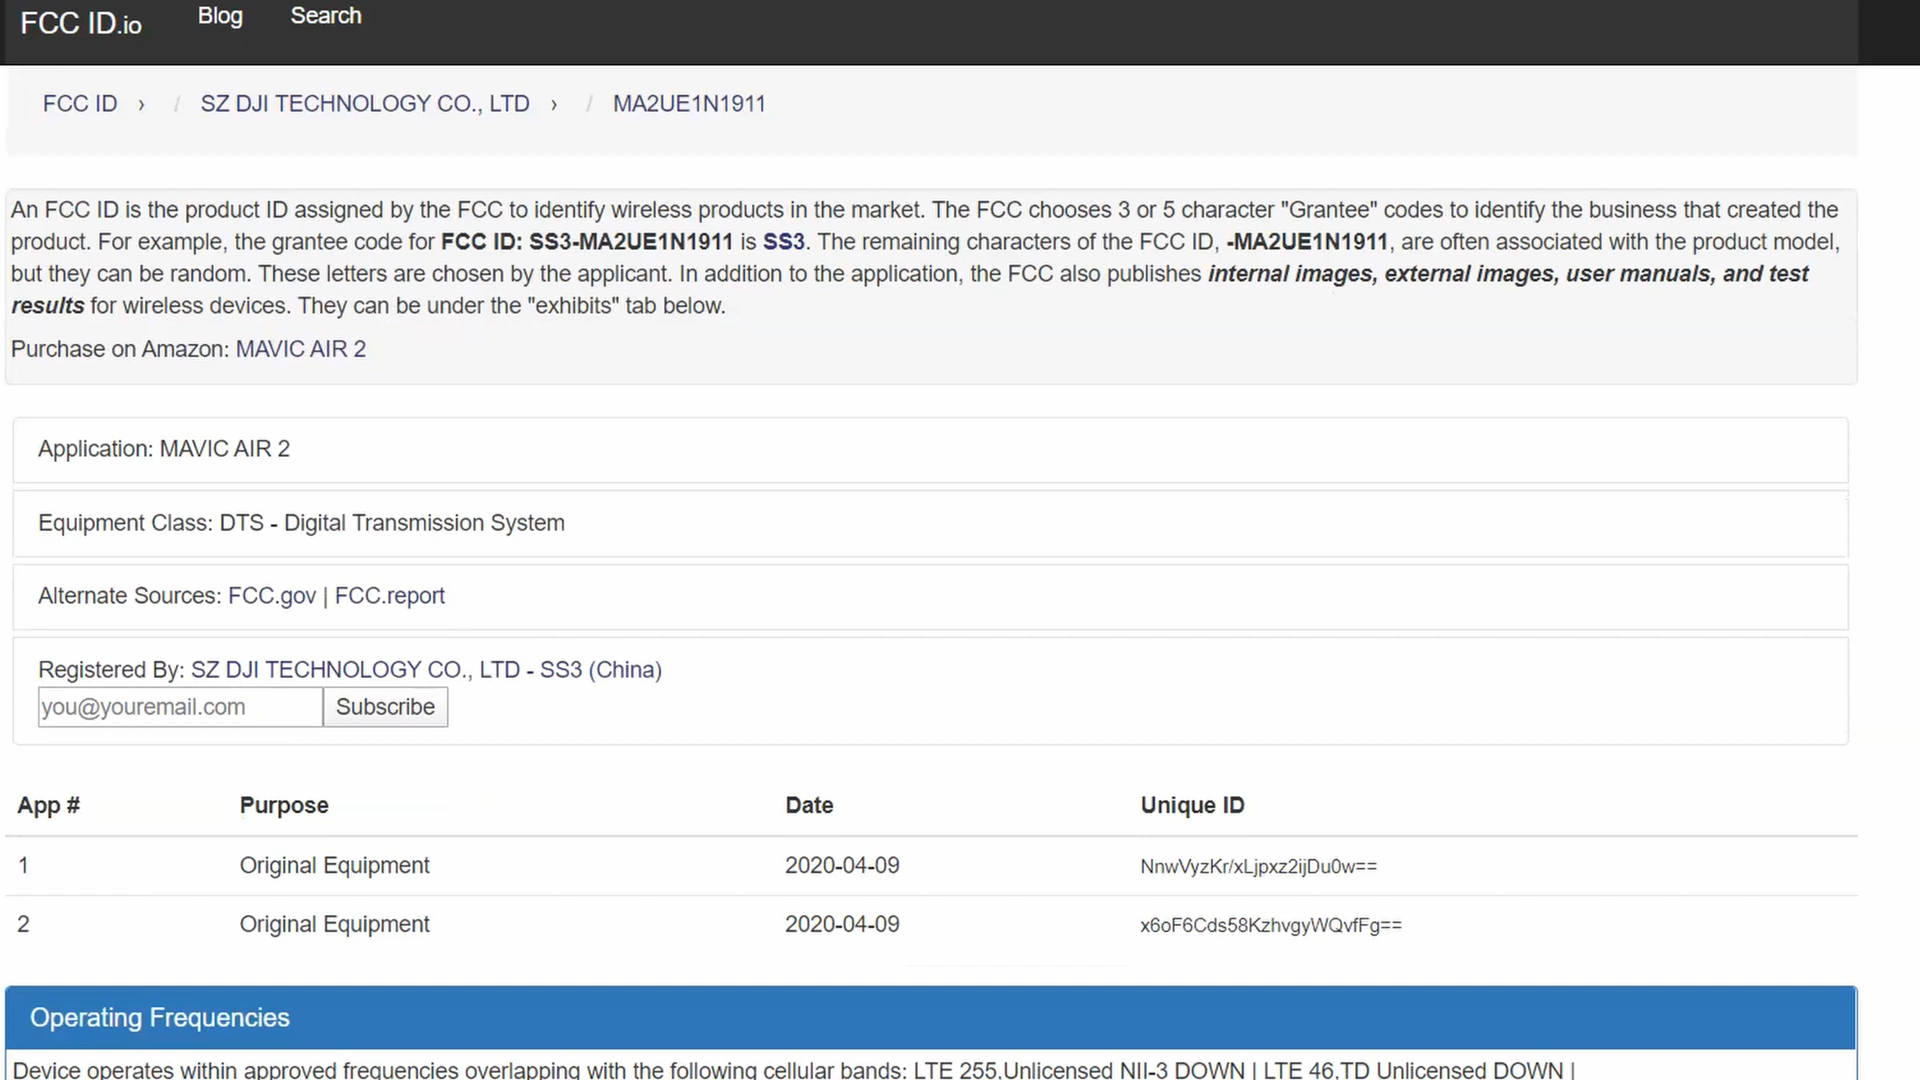 FCC ID.io Blog Search
FCC ID › / SZ DJI TECHNOLOGY CO., LTD › / MA2UE1N1911
An FCC ID is the product ID assigned by the FCC to identify wireless products in the market. The FCC chooses 3 or 5 character "Grantee" codes to identify the business that created the
product. For example, the grantee code for FCC ID: SS3-MA2UE1N1911 is SS3. The remaining characters of the FCC ID, -MA2UE1N1911, are often associated with the product model,
but they can be random. These letters are chosen by the applicant. In addition to the application, the FCC also publishes internal images, external images, user manuals, and test
results for wireless devices. They can be under the "exhibits" tab below.
Purchase on Amazon: MAVIC AIR 2
Application: MAVIC AIR 2
Equipment Class: DTS - Digital Transmission System
Alternate Sources: FCC.gov | FCC.report
Registered By: SZ DJI TECHNOLOGY CO., LTD - SS3 (China)
you@youremail.com Subscribe
App # Purpose Date Unique ID
1 Original Equipment 2020-04-09 NnwVyzKr/xLjpxz2ijDu0w==
2 Original Equipment 2020-04-09 x6oF6Cds58KzhvgyWQvfFg==
Operating Frequencies
Device operates within approved frequencies overlapping with the following cellular bands: LTE 255,Unlicensed NII-3 DOWN | LTE 46,TD Unlicensed DOWN |